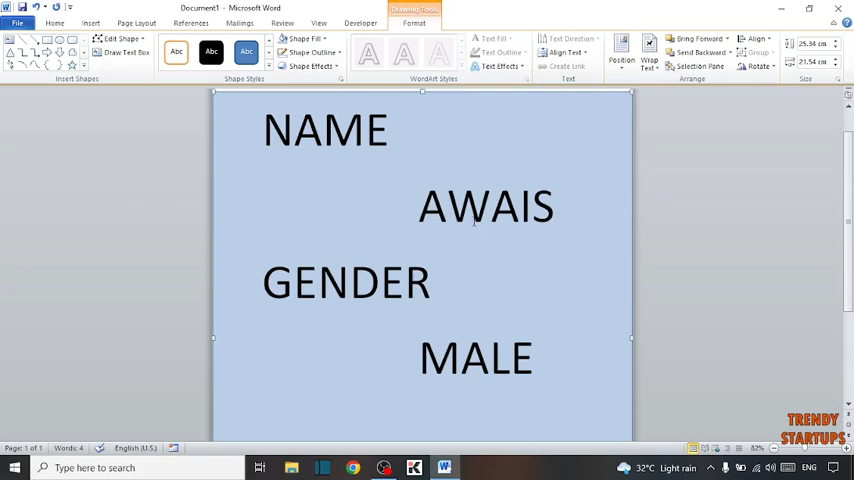 Document1 - Microsoft Word
Drawing Tools
File Home Insert Page Layout References Mailings Review View Developer Format
Edit Shape
Draw Text Box
Insert Shapes
Abc Abc Abc
Shape Fill
Shape Outline
Shape Effects
Shape Styles
A A A
Text Fill
Text Outline
Text Effects
WordArt Styles
Text Direction
Align Text
Create Link
Text
Position
Wrap Text
Bring Forward
Send Backward
Selection Pane
Align
Group
Rotate
Arrange
25.34 cm
21.54 cm
Size
NAME
AWAIS
GENDER
MALE
TRENDY
STARTUPS
Page: 1 of 1 Words: 4 English (U.S.) 82%
Type here to search
32°C Light rain
ENG